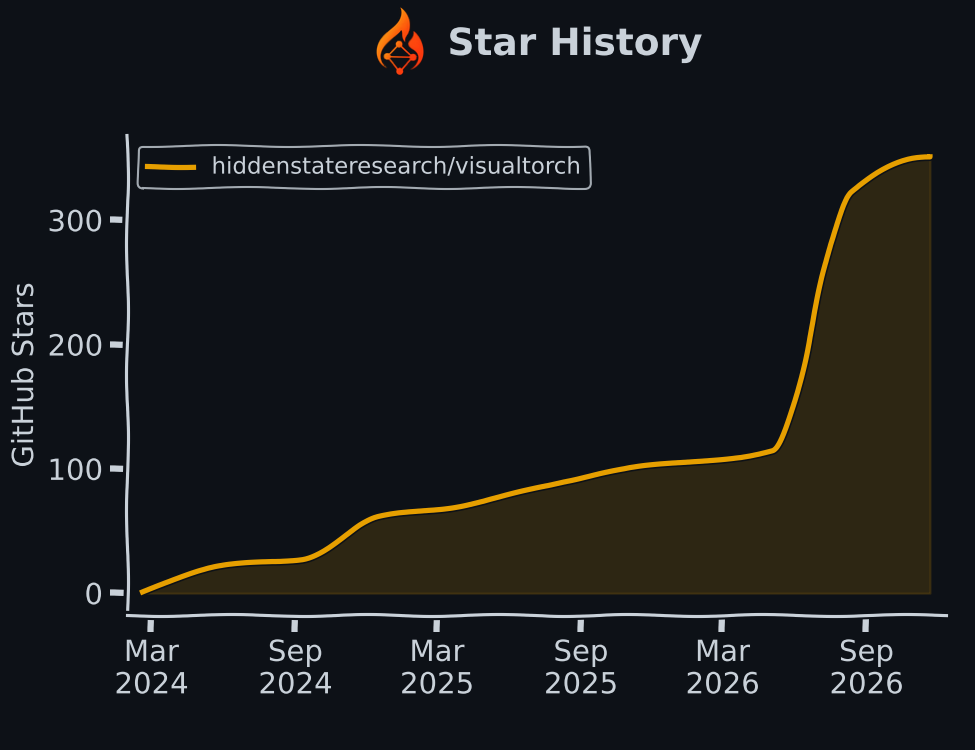 Star History
hiddenstateresearch/visualtorch
GitHub Stars
300
200
100
0
Mar
2024
Sep
2024
Mar
2025
Sep
2025
Mar
2026
Sep
2026